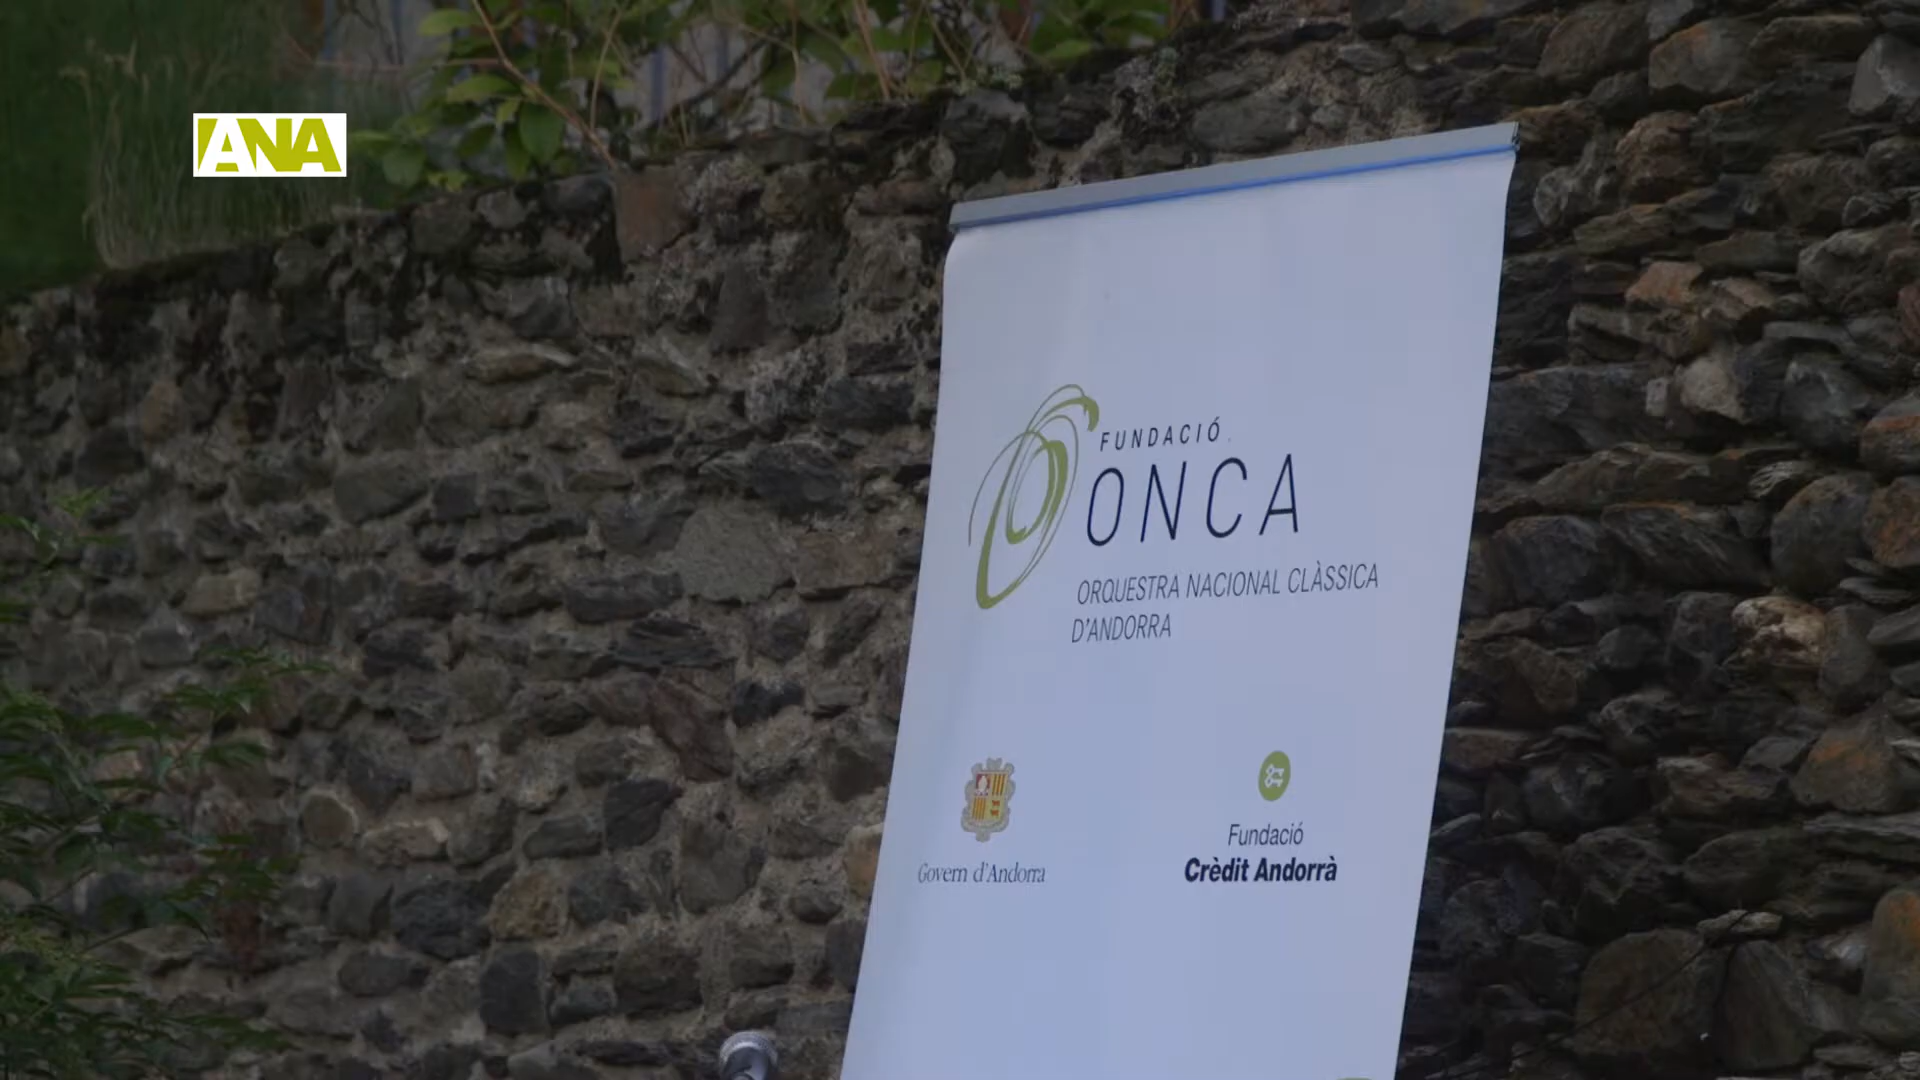 ANA
FUNDACIÓ
ONCA
ORQUESTRA NACIONAL CLÀSSICA
D'ANDORRA
Govern d'Andorra
Fundació
Crèdit Andorrà